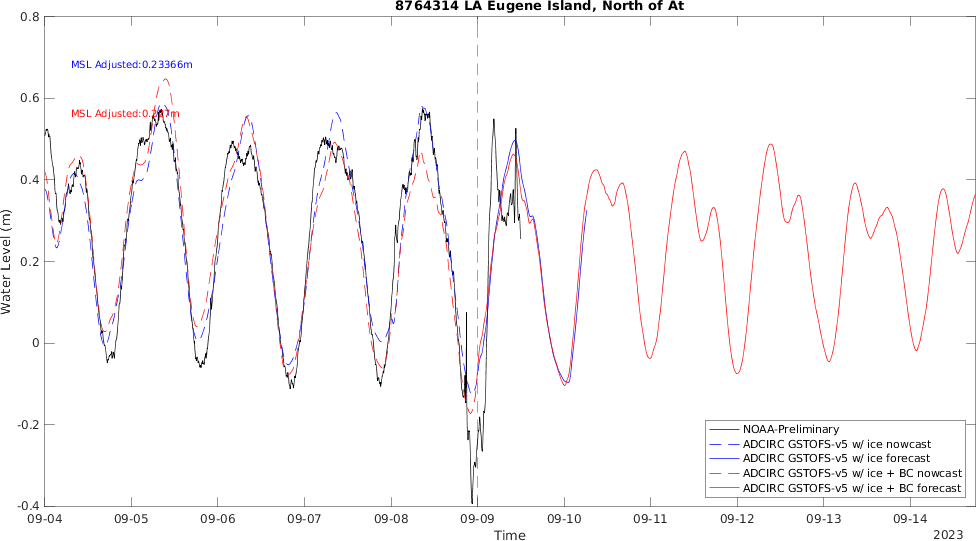 8764314 LA Eugene Island, North of At
0.8
0.6
0.4
0.2
0
-0.2
-0.4
Water Level (m)
MSL Adjusted:0.23366m
MSL Adjusted:
NOAA-Preliminary
ADCIRC GSTOFS-v5 w/ ice nowcast
ADCIRC GSTOFS-v5 w/ ice forecast
ADCIRC GSTOFS-v5 w/ ice + BC nowcast
ADCIRC GSTOFS-v5 w/ ice + BC forecast
09-04 09-05 09-06 09-07 09-08 09-09 09-10 09-11 09-12 09-13 09-14
Time
2023